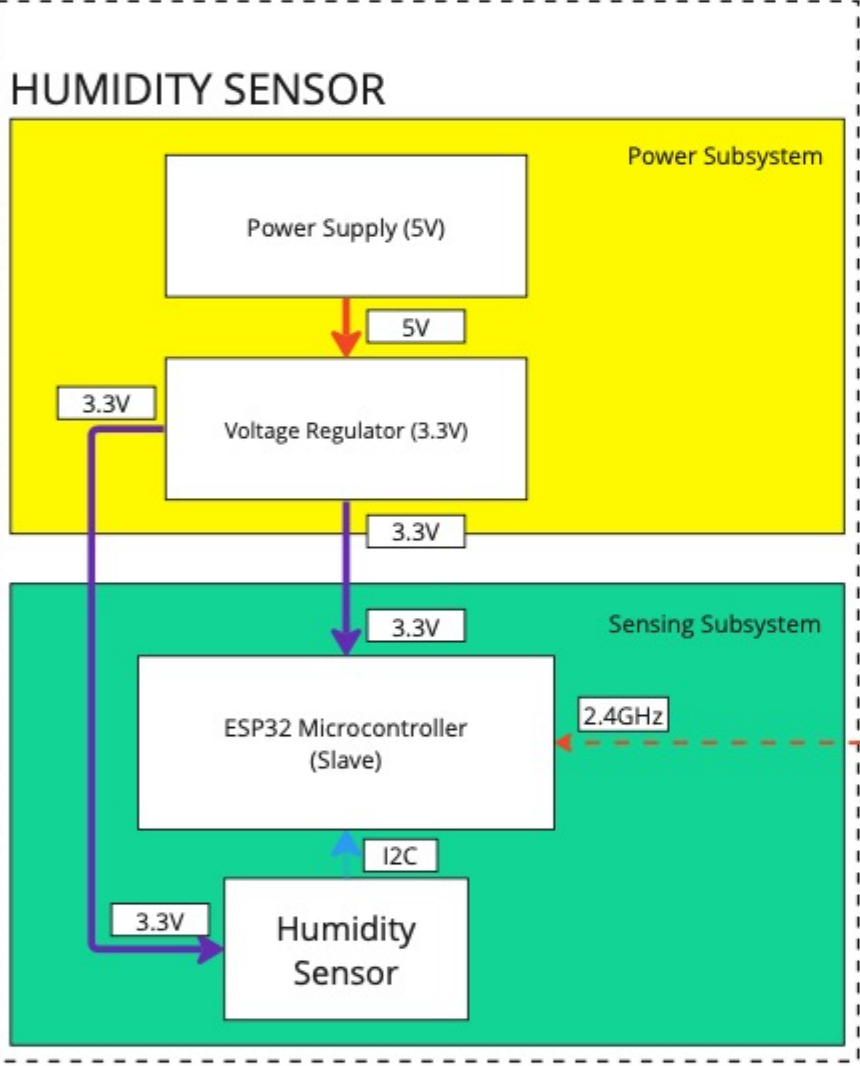 HUMIDITY SENSOR
Power Subsystem
Power Supply (5V)
5V
3.3V
Voltage Regulator (3.3V)
3.3V
Sensing Subsystem
3.3V
ESP32 Microcontroller
(Slave)
2.4GHz
I2C
3.3V
Humidity
Sensor